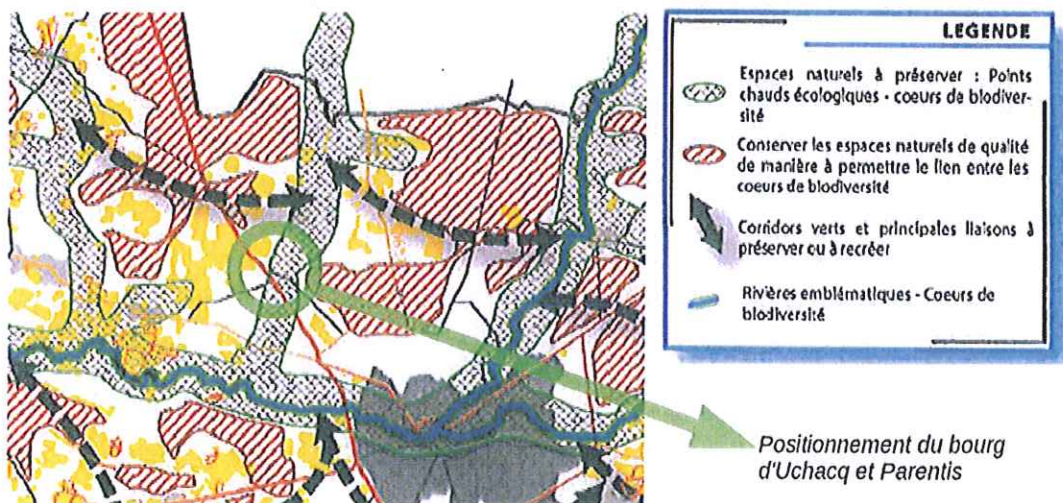 LEGENDE
Espaces naturels à préserver : Points
chauds écologiques - coeurs de biodiver-
sité
Conserver les espaces naturels de qualité
de manière à permettre le lien entre les
coeurs de biodiversité
Corridors verts et principales liaisons à
préserver ou à recréer
Rivières emblématiques - Coeurs de
biodiversité
Positionnement du bourg
d'Uchacq et Parentis